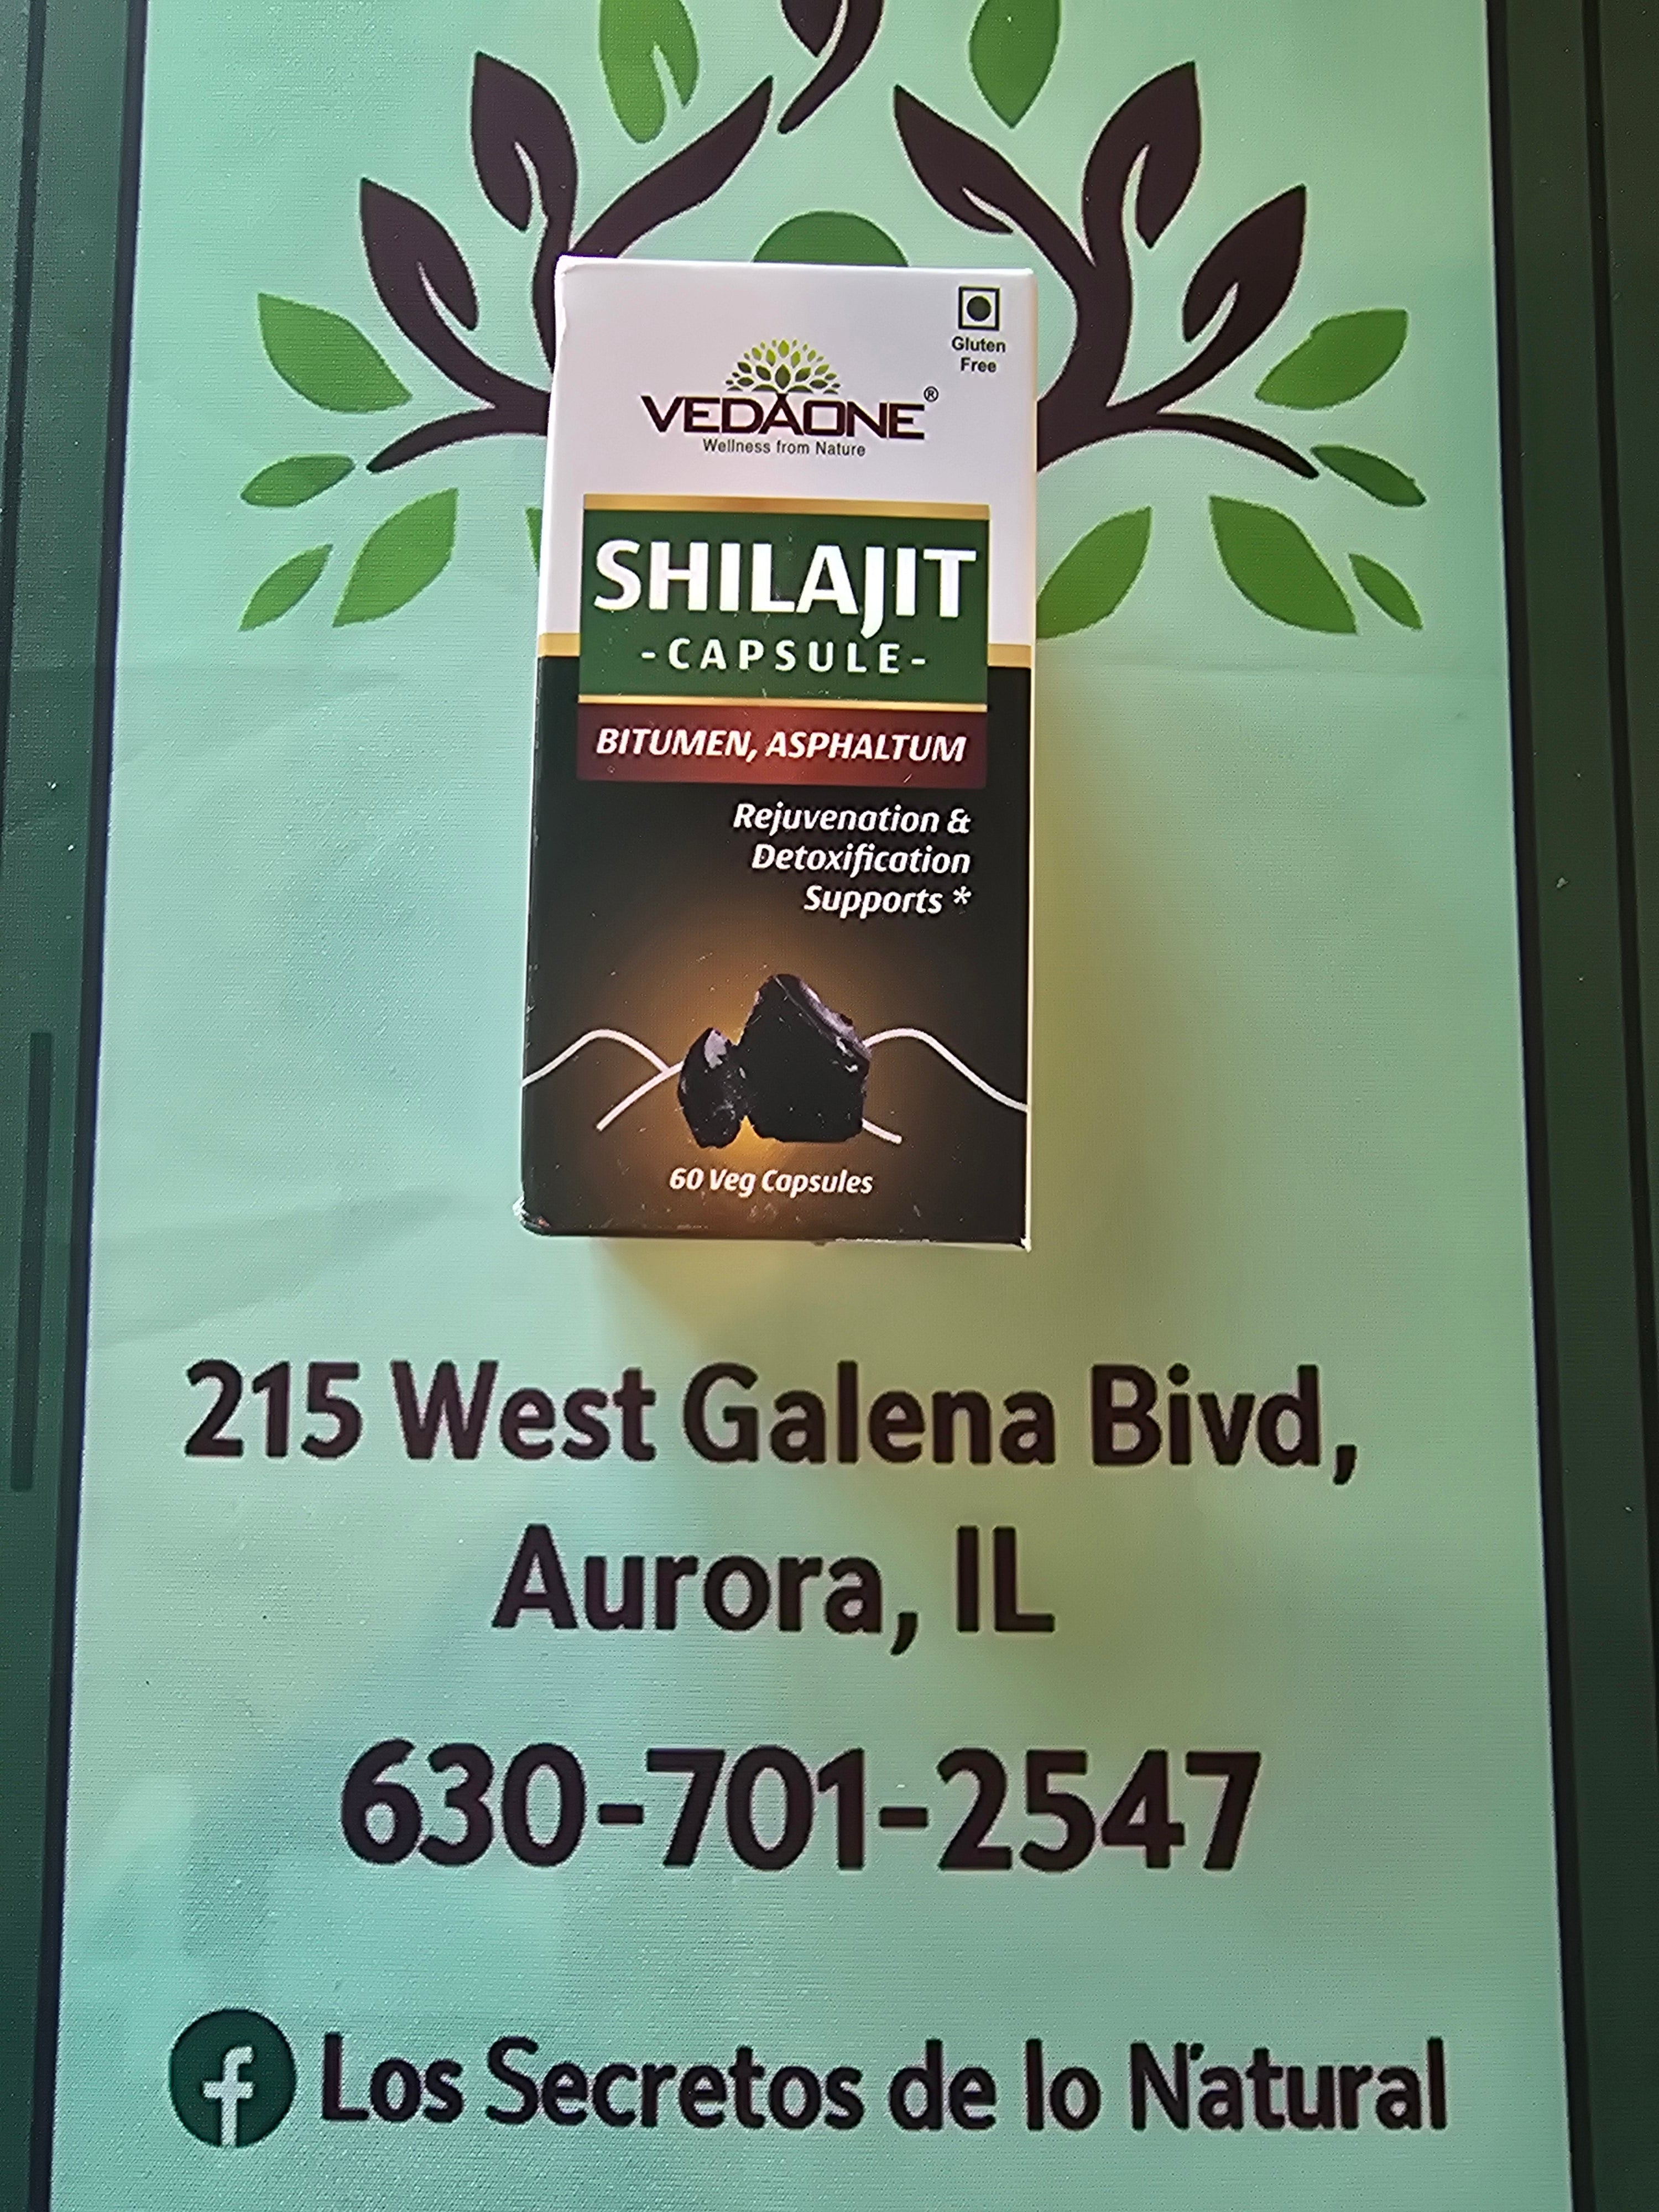 Gluten
Free
VEDAONE®
Wellness from Nature
SHILAJIT
-CAPSULE-
BITUMEN, ASPHALTUM
Rejuvenation &
Detoxification
Supports *
60 Veg Capsules
215 West Galena Bivd,
Aurora, IL
630-701-2547
f Los Secretos de lo Natural